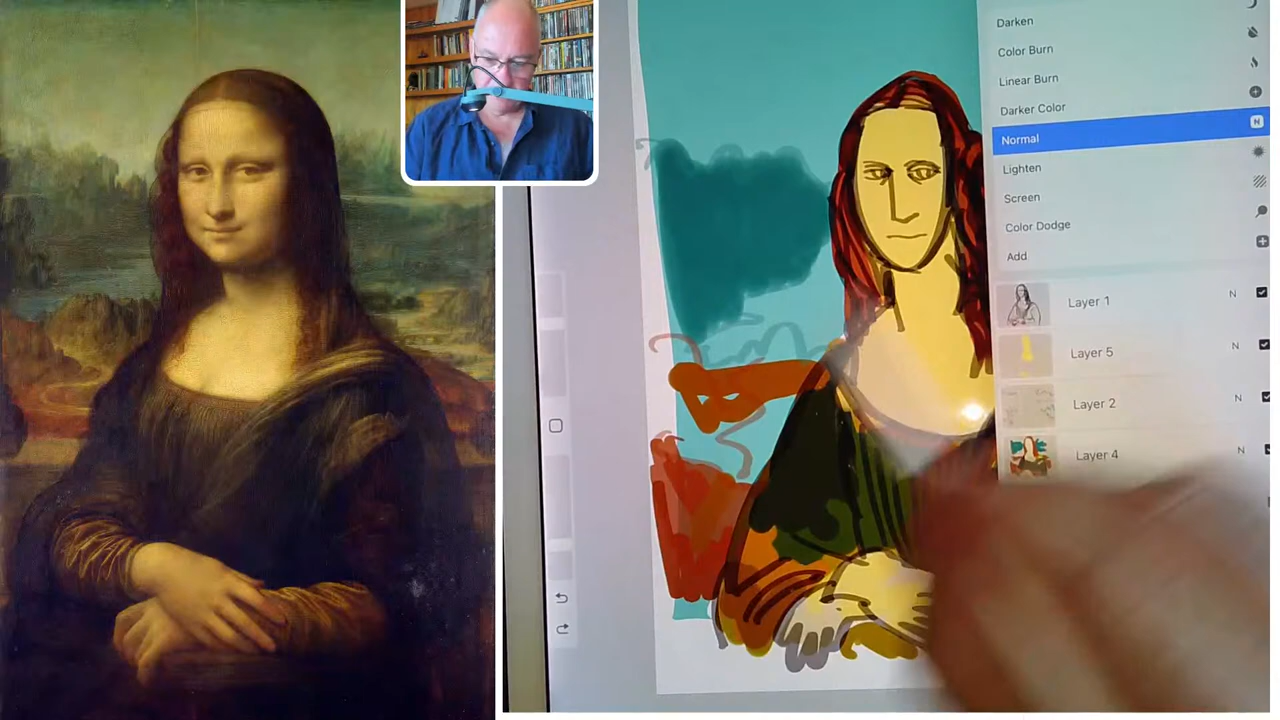 Darken
Color Burn
Linear Burn
Darker Color
Normal N
Lighten
Screen
Color Dodge
Add
Layer 1 N
Layer 5 N
Layer 2 N
Layer 4 N